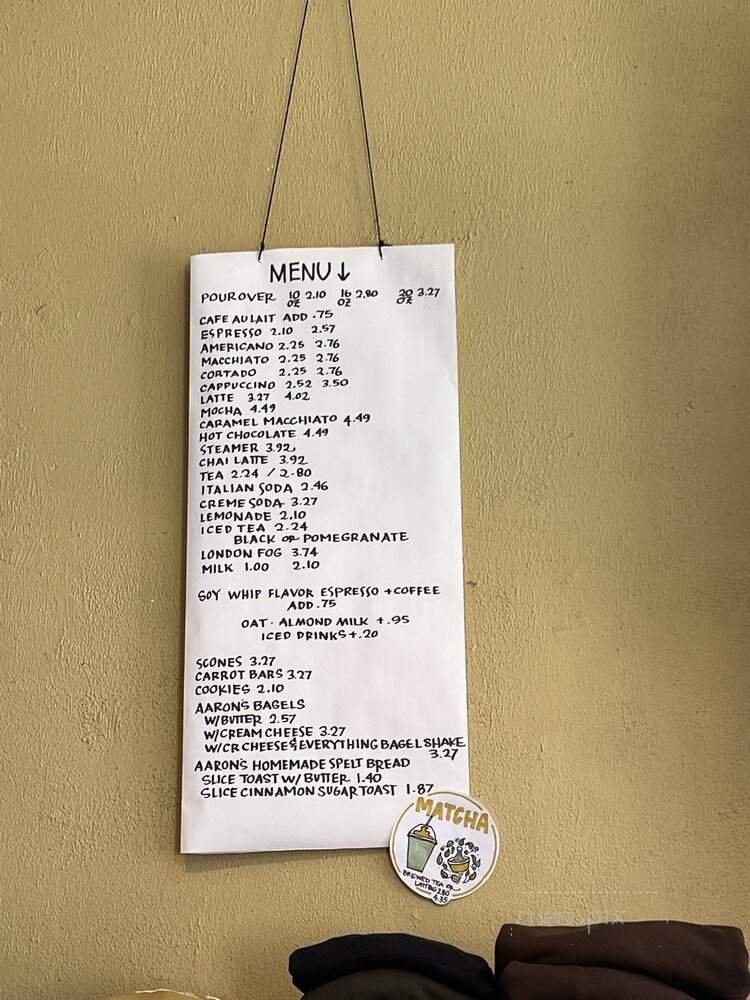 MENU ↓
POUROVER 10 OZ 2.10 16 OZ 2.80 20 OZ 3.27
CAFE AU LAIT ADD .75
ESPRESSO 2.10 2.57
AMERICANO 2.25 2.76
MACCHIATO 2.25 2.76
CORTADO 2.25 2.76
CAPPUCCINO 2.52 3.50
LATTE 3.27 4.02
MOCHA 4.49
CARAMEL MACCHIATO 4.49
HOT CHOCOLATE 4.49
STEAMER 3.92
CHAI LATTE 3.92
TEA 2.24 / 2.80
ITALIAN SODA 2.46
CREME SODA 3.27
LEMONADE 2.10
ICED TEA 2.24
BLACK OR POMEGRANATE
LONDON FOG 3.74
MILK 1.00 2.10
SOY WHIP FLAVOR ESPRESSO + COFFEE
ADD .75
OAT · ALMOND MILK + .95
ICED DRINKS + .20
SCONES 3.27
CARROT BARS 3.27
COOKIES 2.10
AARON'S BAGELS
W/BUTTER 2.57
W/CREAM CHEESE 3.27
W/CR CHEESE & EVERYTHING BAGEL SHAKE
3.27
AARON'S HOMEMADE SPELT BREAD
SLICE TOAST W/ BUTTER 1.40
SLICE CINNAMON SUGAR TOAST 1.87
MATCHA
BREWED TEA
2.80
4.35